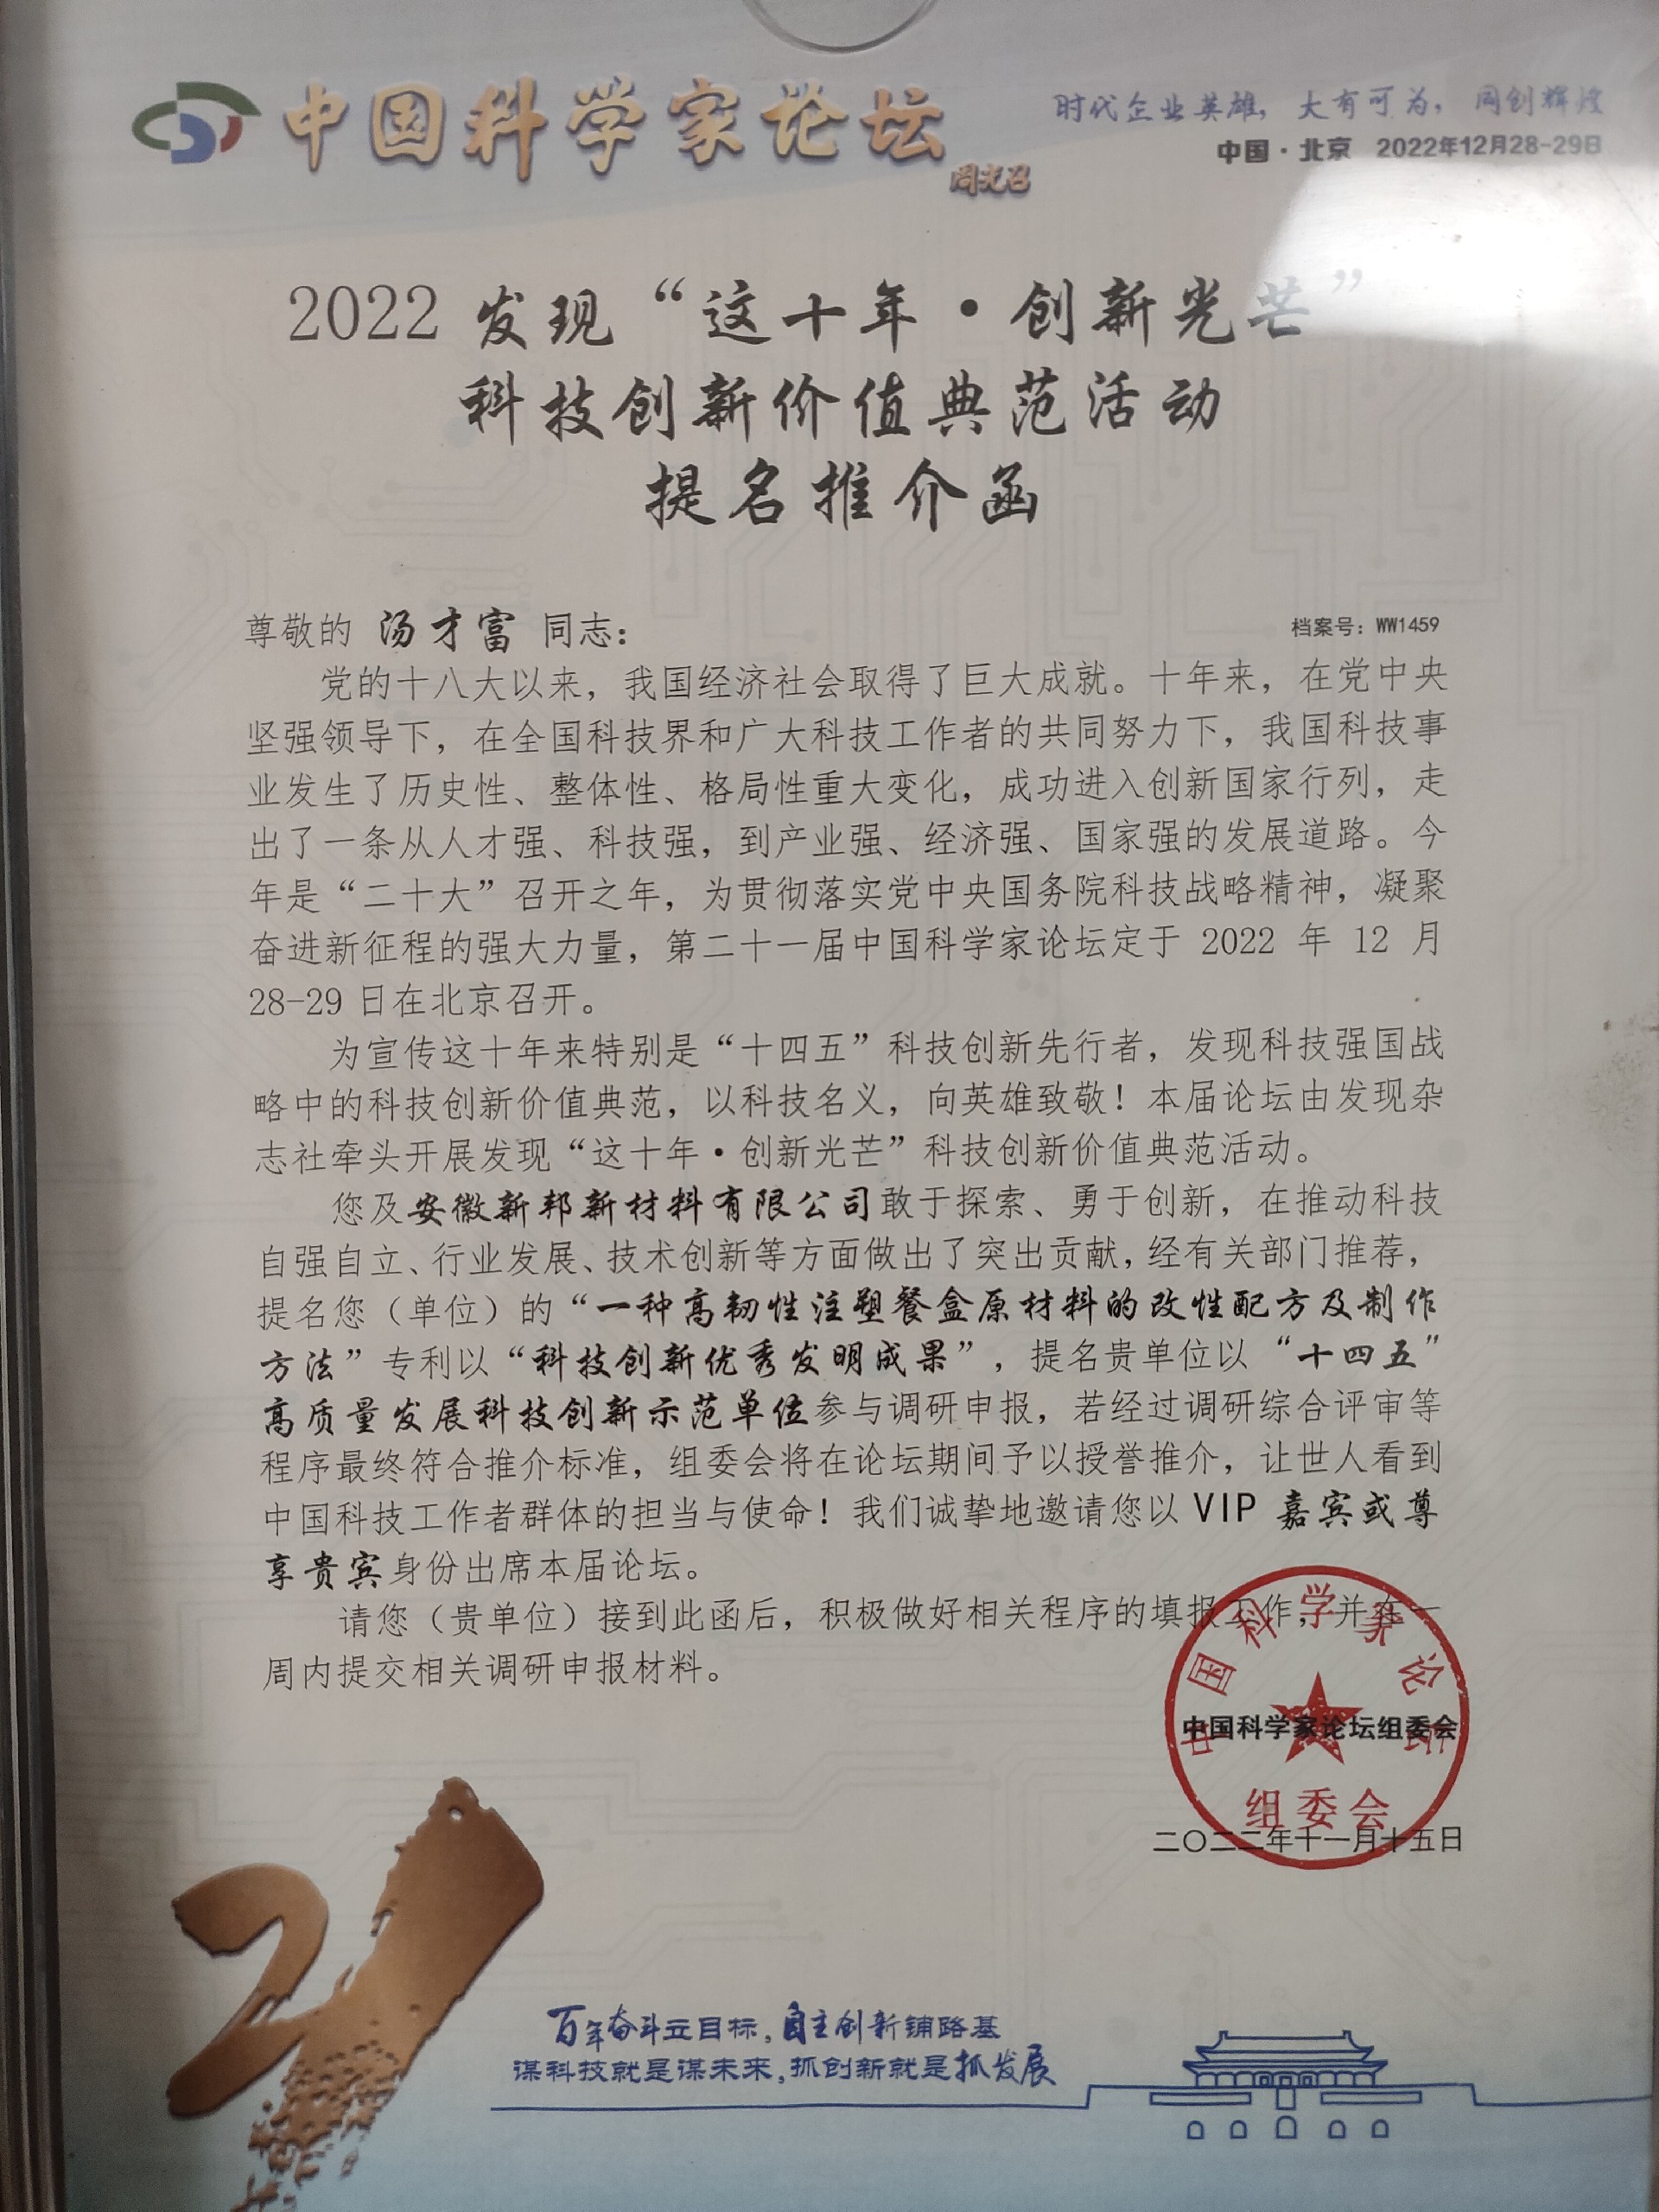 中国科学家论坛
周光召
时代企业英雄，大有可为，同创辉煌
中国·北京 2022年12月28-29日
2022 发现“这十年·创新光芒”
科技创新价值典范活动
提名推介函
尊敬的 汤才富 同志：
档案号：WW1459
党的十八大以来，我国经济社会取得了巨大成就。十年来，在党中央
坚强领导下，在全国科技界和广大科技工作者的共同努力下，我国科技事
业发生了历史性、整体性、格局性重大变化，成功进入创新国家行列，走
出了一条从人才强、科技强，到产业强、经济强、国家强的发展道路。今
年是“二十大”召开之年，为贯彻落实党中央国务院科技战略精神，凝聚
奋进新征程的强大力量，第二十一届中国科学家论坛定于 2022 年 12 月
28-29 日在北京召开。
为宣传这十年来特别是“十四五”科技创新先行者，发现科技强国战
略中的科技创新价值典范，以科技名义，向英雄致敬！本届论坛由发现杂
志社牵头开展发现“这十年·创新光芒”科技创新价值典范活动。
您及安徽新邦新材料有限公司敢于探索、勇于创新，在推动科技
自强自立、行业发展、技术创新等方面做出了突出贡献，经有关部门推荐，
提名您（单位）的“一种高韧性注塑餐盒原材料的改性配方及制作
方法”专利以“科技创新优秀发明成果”，提名贵单位以“十四五”
高质量发展科技创新示范单位参与调研申报，若经过调研综合评审等
程序最终符合推介标准，组委会将在论坛期间予以授誉推介，让世人看到
中国科技工作者群体的担当与使命！我们诚挚地邀请您以 VIP 嘉宾或尊
享贵宾身份出席本届论坛。
请您（贵单位）接到此函后，积极做好相关程序的填报工作，并在一
周内提交相关调研申报材料。
中国科学家论坛
中国科学家论坛组委会
组委会
二〇二二年十一月十五日
21
百年奋斗立目标，自主创新铺路基
谋科技就是谋未来，抓创新就是抓发展